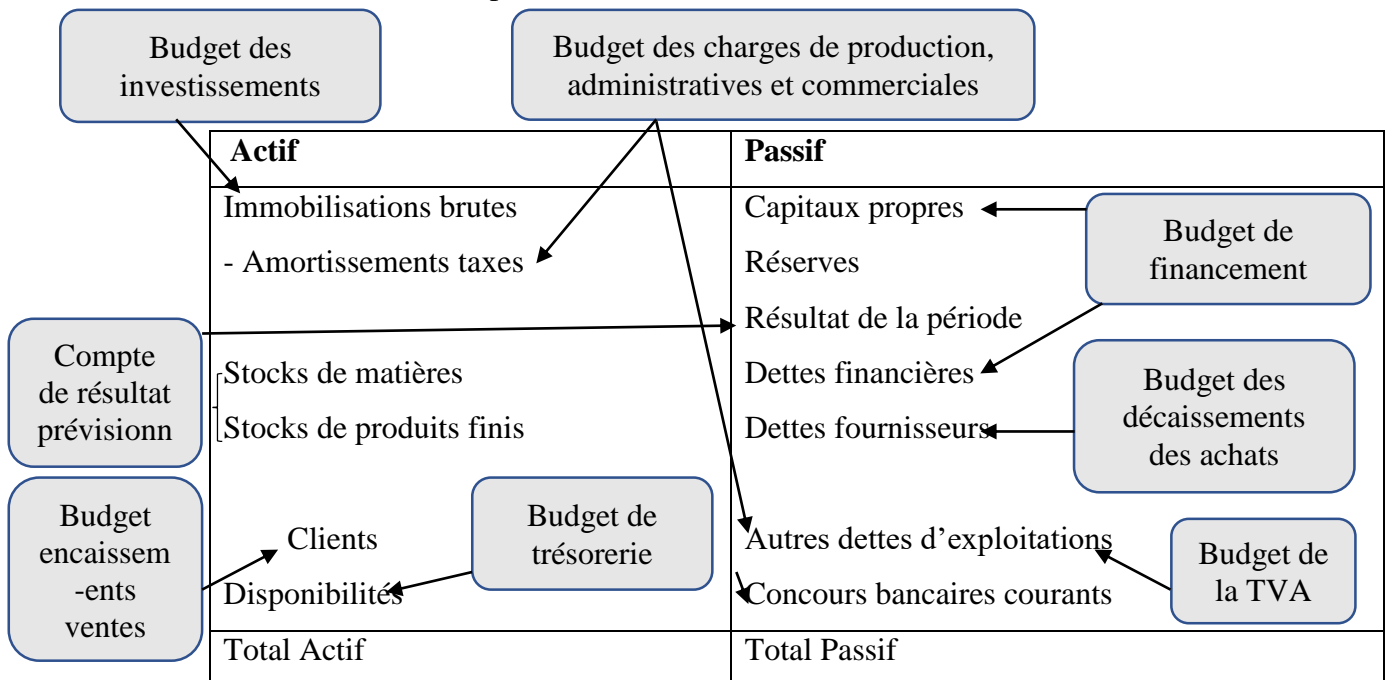 Budget des
investissements
Budget des charges de production,
administratives et commerciales
Actif
Passif
Immobilisations brutes
Capitaux propres
- Amortissements taxes
Réserves
Budget de
financement
Résultat de la période
Compte
de résultat
prévisionn
Stocks de matières
Dettes financières
Stocks de produits finis
Dettes fournisseurs
Budget des
décaissements
des achats
Budget
encaissem
-ents
ventes
Clients
Budget de
trésorerie
Autres dettes d’exploitations
Budget de
la TVA
Disponibilités
Concours bancaires courants
Total Actif
Total Passif